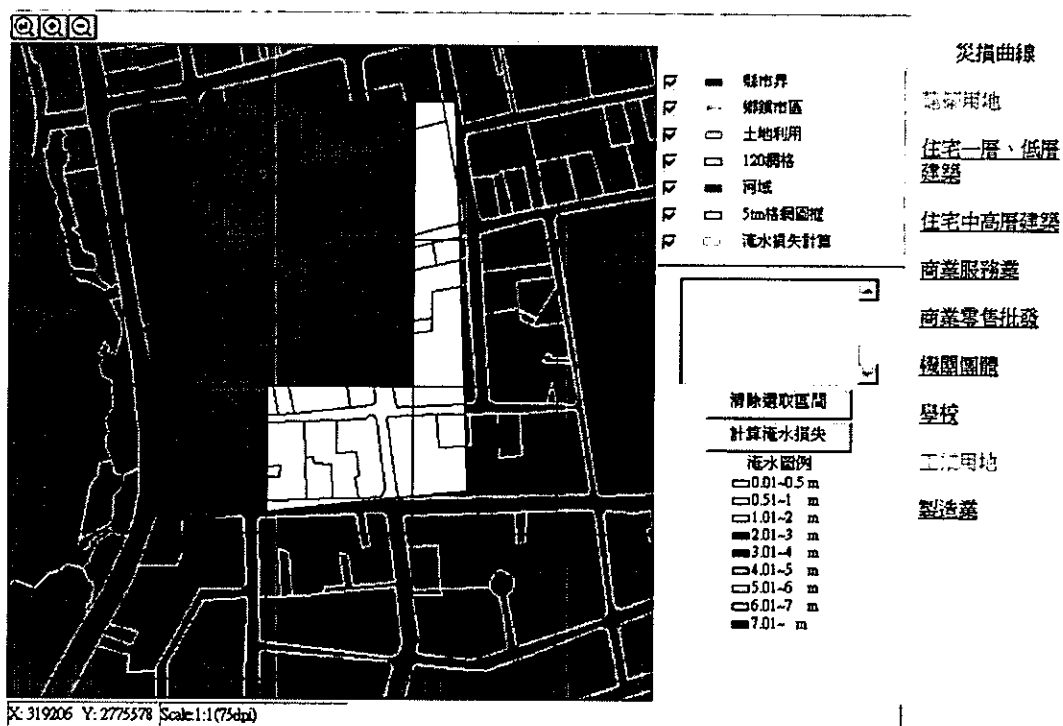 縣市界
鄉鎮市區
土地利用
120網格
河域
5m格網圖框
淹水損失計算
清除選取區間
計算淹水損失
淹水圖例
0.01~0.5 m
0.51~1 m
1.01~2 m
2.01~3 m
3.01~4 m
4.01~5 m
5.01~6 m
6.01~7 m
7.01~ m
災損曲線
用地
住宅一層、低層
建築
住宅中高層建築
商業服務業
商業零售批發
機關團體
學校
用地
製造業
X: 319206 Y: 2775578 Scale:1:1(75dpi)